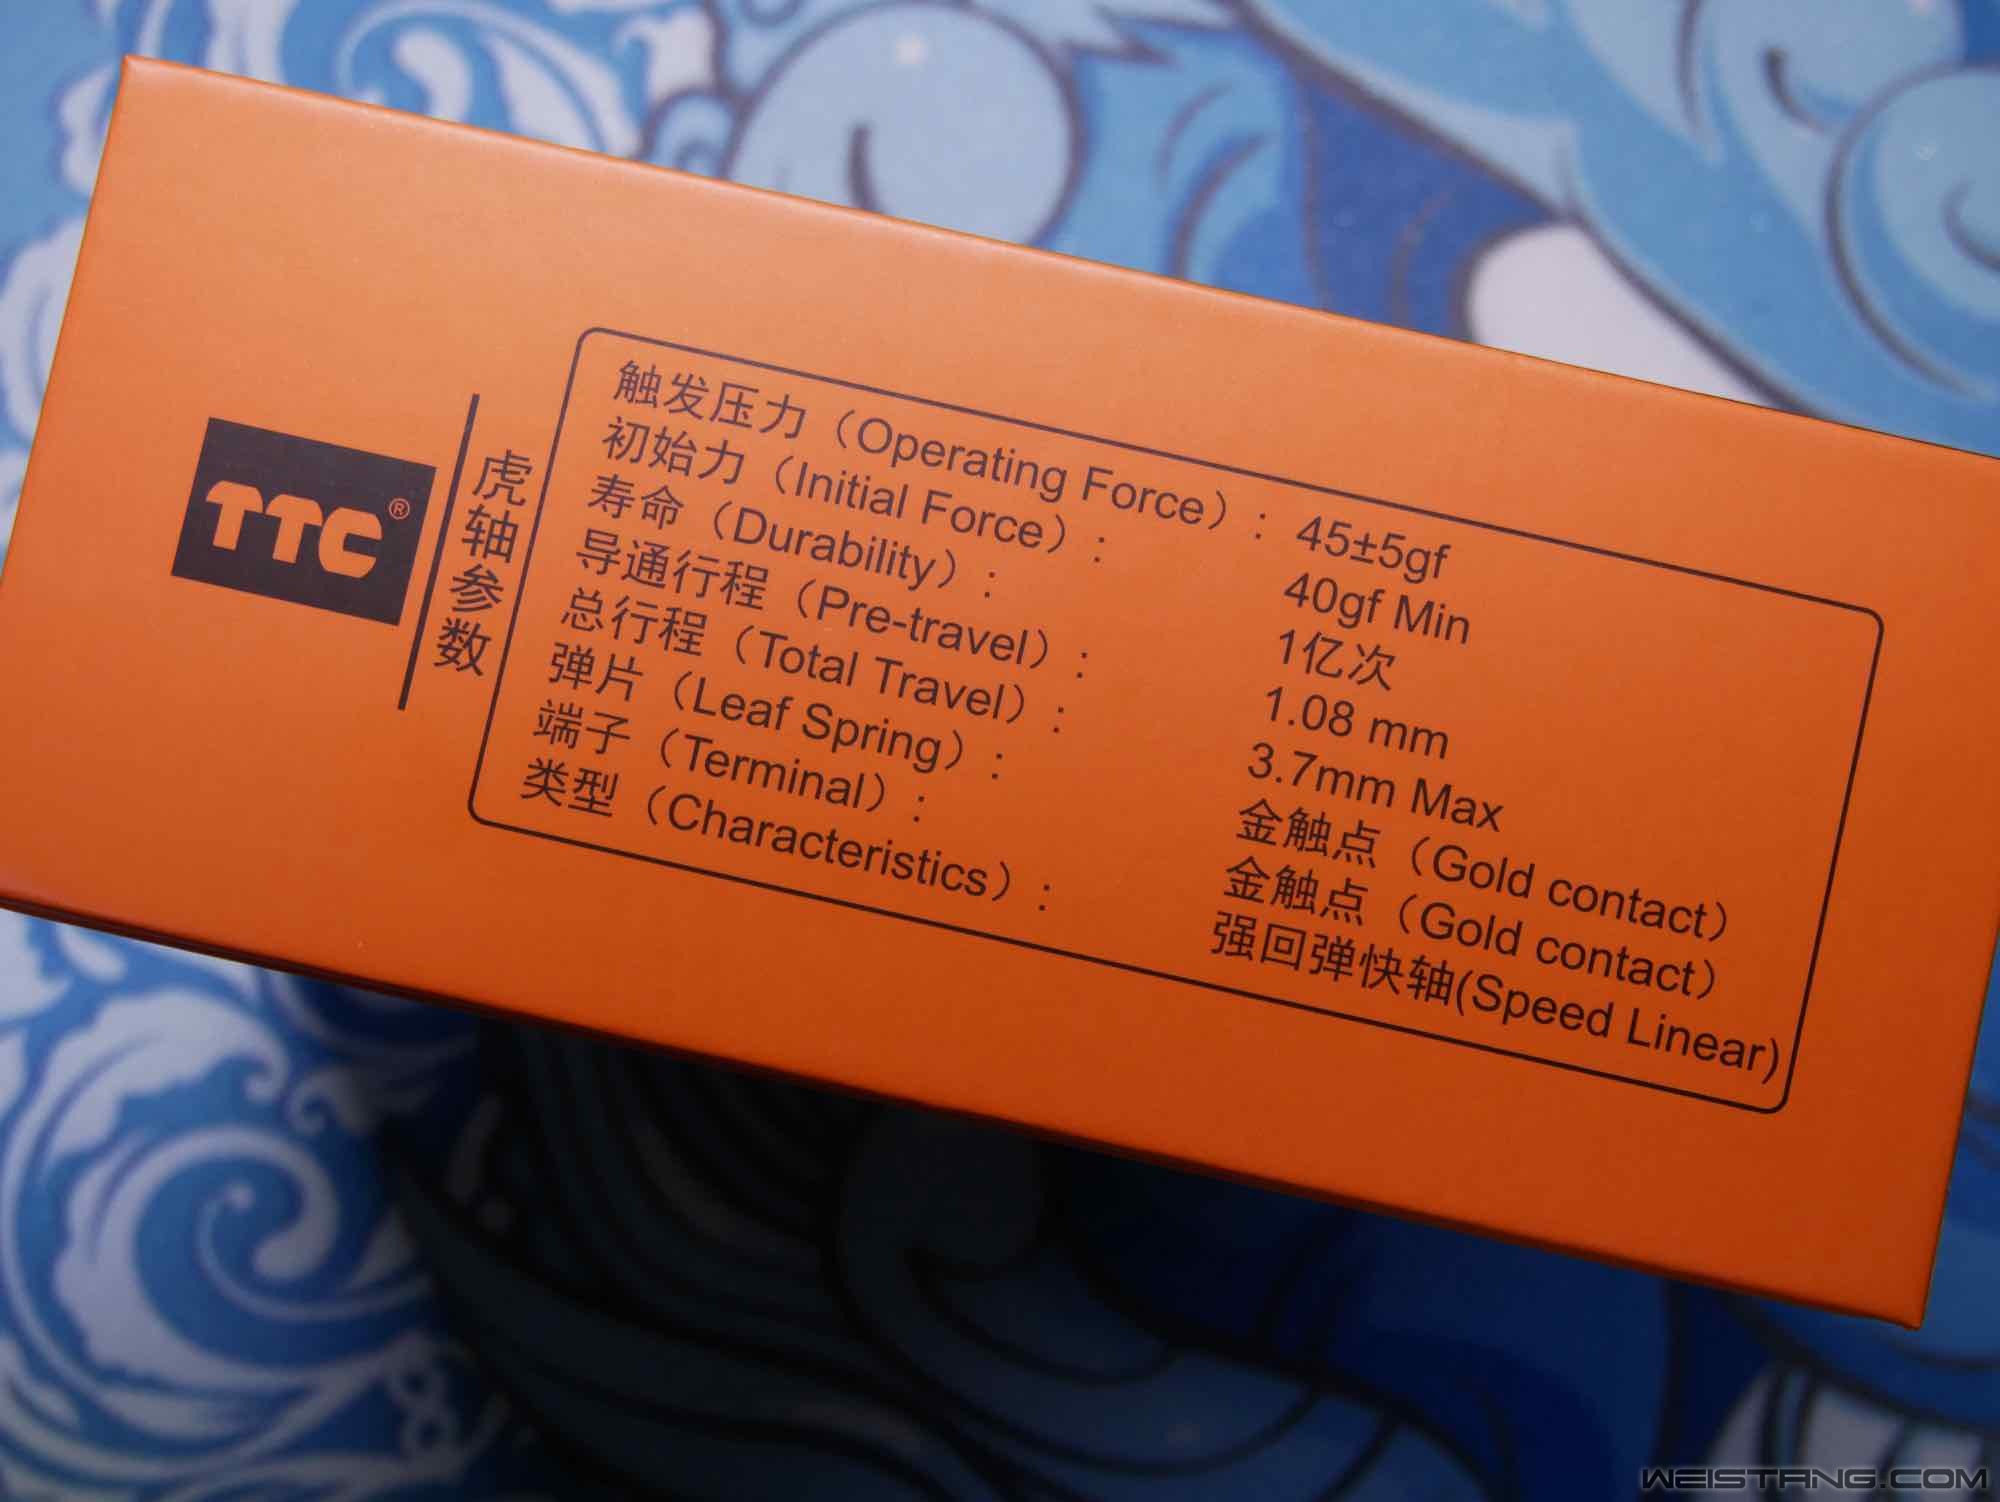 TTC®
虎轴参数
触发压力（Operating Force）： 45±5gf
初始力（Initial Force）： 40gf Min
寿命（Durability）： 1亿次
导通行程（Pre-travel）： 1.08 mm
总行程（Total Travel）： 3.7mm Max
弹片（Leaf Spring）： 金触点（Gold contact）
端子（Terminal）： 金触点（Gold contact）
类型（Characteristics）： 强回弹快轴(Speed Linear)
WEISTANG.COM